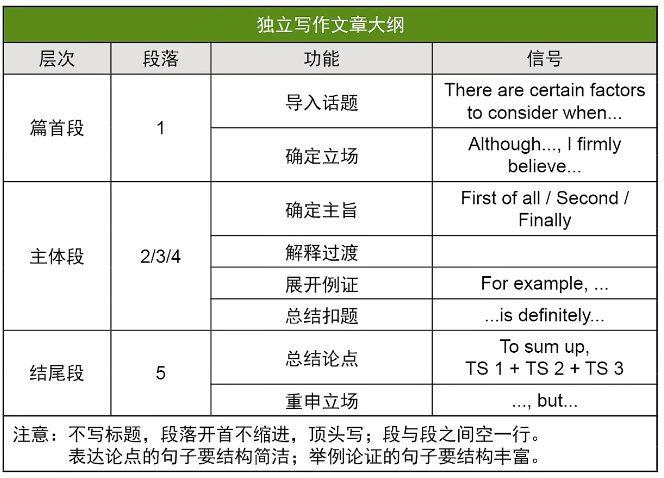 独立写作文章大纲
层次 段落 功能 信号
篇首段 1 导入话题 There are certain factors
to consider when...
确定立场 Although..., I firmly
believe...
主体段 2/3/4 确定主旨 First of all / Second /
Finally
解释过渡
展开例证 For example, ...
总结扣题 ...is definitely...
结尾段 5 总结论点 To sum up,
TS 1 + TS 2 + TS 3
重申立场 ..., but...
注意：不写标题，段落开首不缩进，顶头写；段与段之间空一行。
表达论点的句子要结构简洁；举例论证的句子要结构丰富。